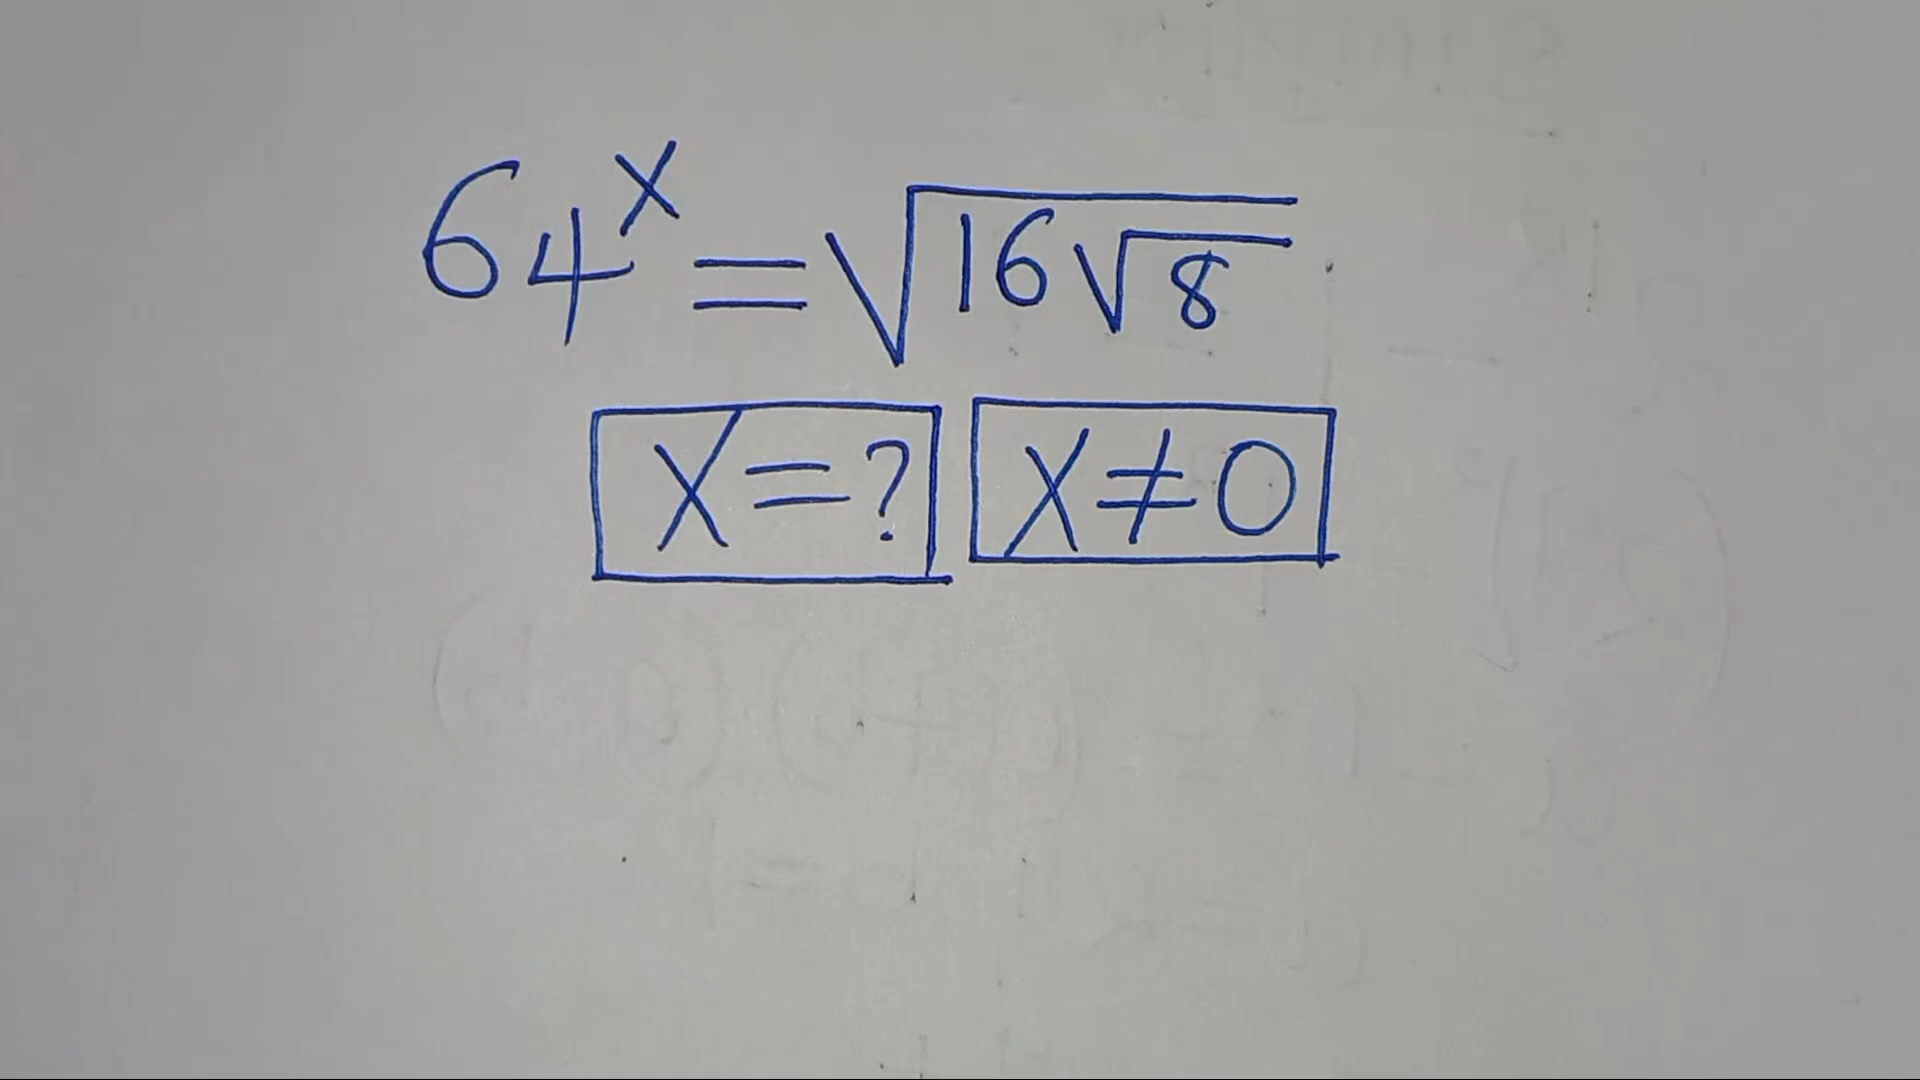 64^x = √(16√8)
x = ? x ≠ 0